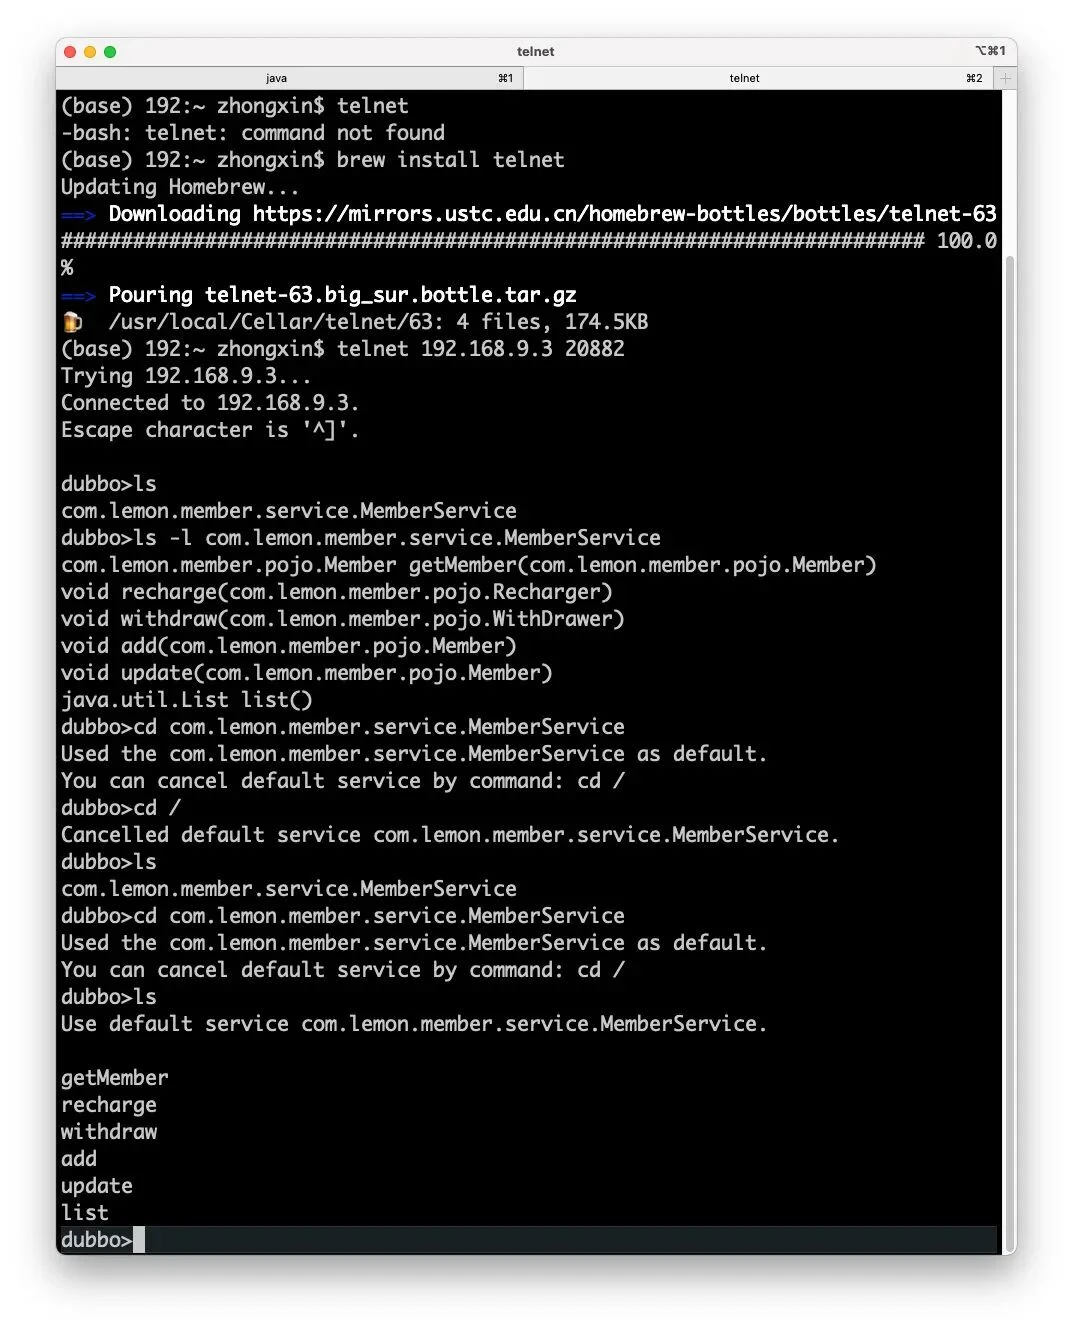 telnet
⌥⌘1
java ⌘1 telnet ⌘2
(base) 192:~ zhongxin$ telnet
-bash: telnet: command not found
(base) 192:~ zhongxin$ brew install telnet
Updating Homebrew...
==> Downloading https://mirrors.ustc.edu.cn/homebrew-bottles/bottles/telnet-63
######################################################################## 100.0
%
==> Pouring telnet-63.big_sur.bottle.tar.gz
🍺 /usr/local/Cellar/telnet/63: 4 files, 174.5KB
(base) 192:~ zhongxin$ telnet 192.168.9.3 20882
Trying 192.168.9.3...
Connected to 192.168.9.3.
Escape character is '^]'.
dubbo>ls
com.lemon.member.service.MemberService
dubbo>ls -l com.lemon.member.service.MemberService
com.lemon.member.pojo.Member getMember(com.lemon.member.pojo.Member)
void recharge(com.lemon.member.pojo.Recharger)
void withdraw(com.lemon.member.pojo.WithDrawer)
void add(com.lemon.member.pojo.Member)
void update(com.lemon.member.pojo.Member)
java.util.List list()
dubbo>cd com.lemon.member.service.MemberService
Used the com.lemon.member.service.MemberService as default.
You can cancel default service by command: cd /
dubbo>cd /
Cancelled default service com.lemon.member.service.MemberService.
dubbo>ls
com.lemon.member.service.MemberService
dubbo>cd com.lemon.member.service.MemberService
Used the com.lemon.member.service.MemberService as default.
You can cancel default service by command: cd /
dubbo>ls
Use default service com.lemon.member.service.MemberService.
getMember
recharge
withdraw
add
update
list
dubbo>